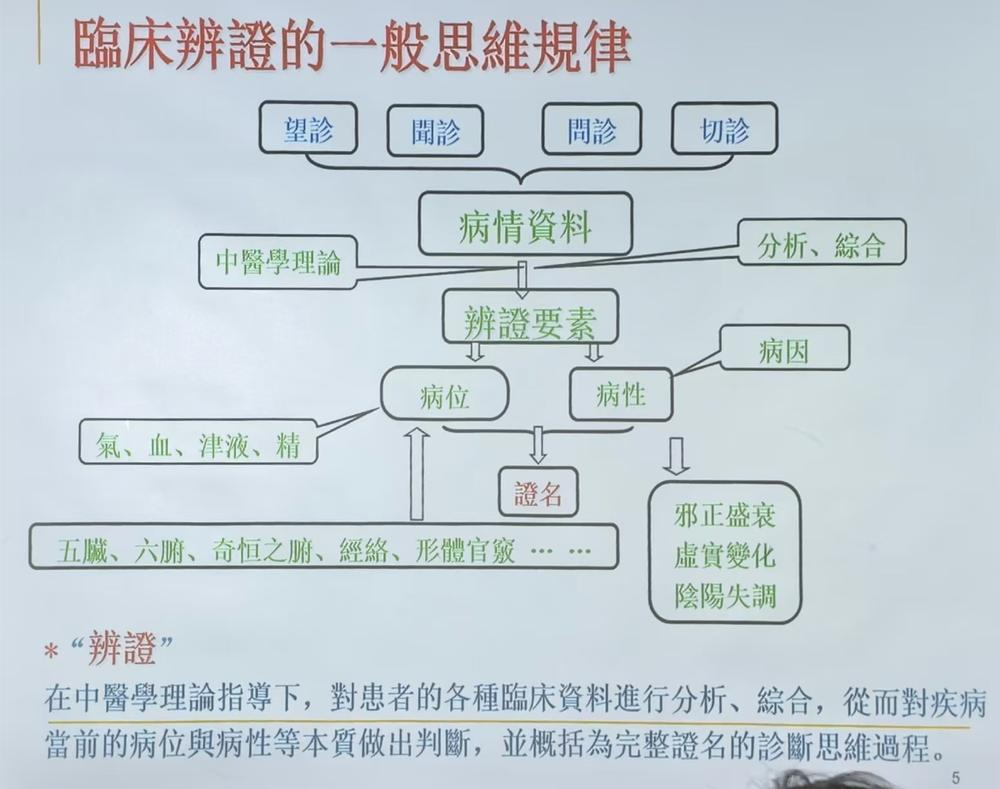 臨床辨證的一般思維規律
望診
聞診
問診
切診
病情資料
中醫學理論
分析、綜合
辨證要素
病因
病位
病性
氣、血、津液、精
證名
五臟、六腑、奇恒之腑、經絡、形體官竅 … …
邪正盛衰
虛實變化
陰陽失調
* “辨證”
在中醫學理論指導下，對患者的各種臨床資料進行分析、綜合，從而對疾病
當前的病位與病性等本質做出判斷，並概括為完整證名的診斷思維過程。
5